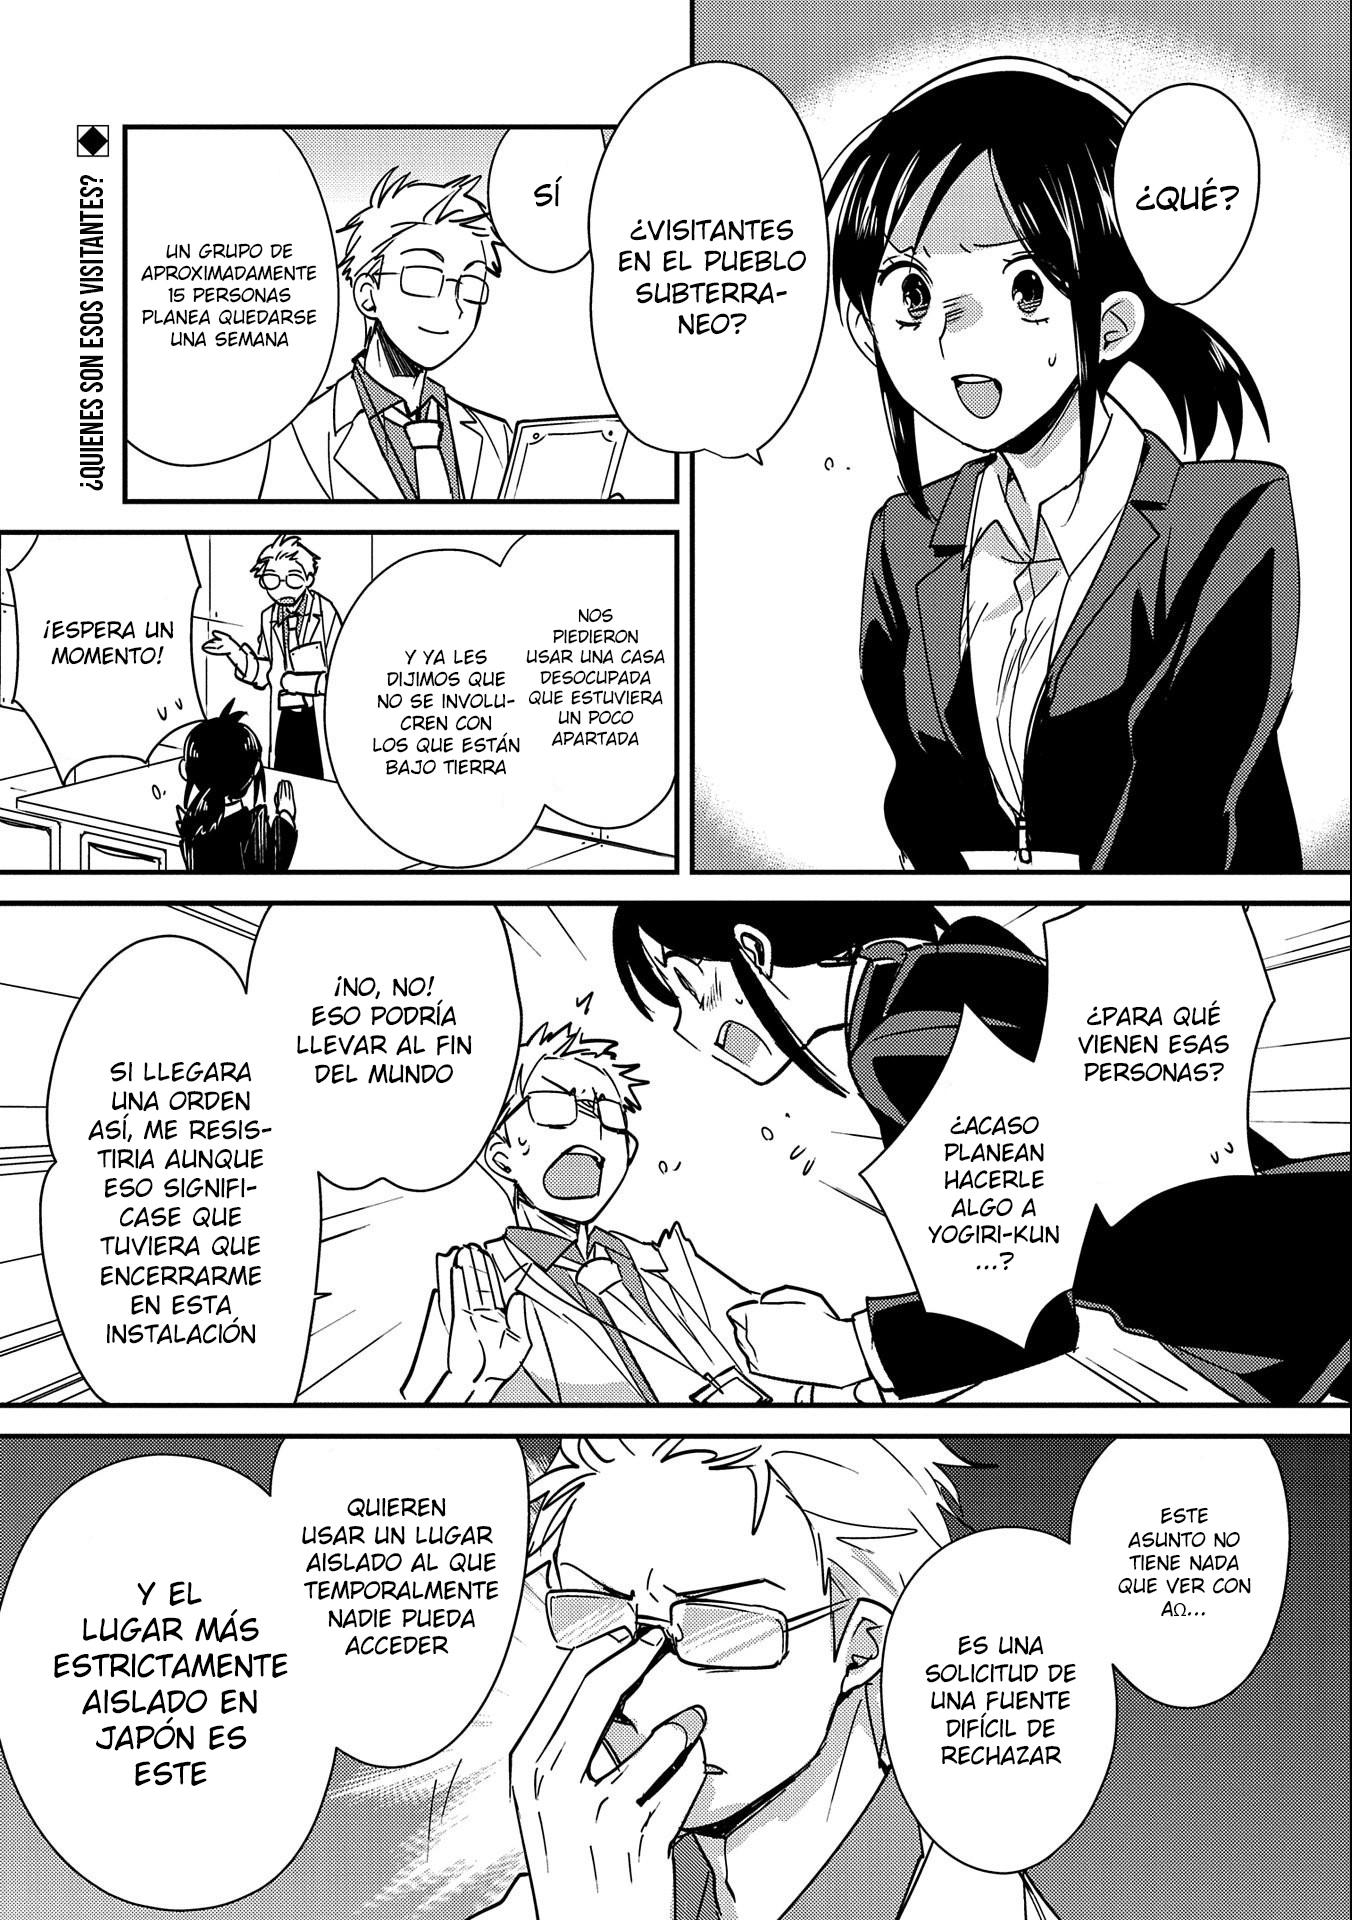 ¿QUÉ?
¿VISITANTES
EN EL PUEBLO
SUBTERRA-
NEO?
SÍ
UN GRUPO DE
APROXIMADAMENTE
15 PERSONAS
PLANEA QUEDARSE
UNA SEMANA
¿QUIENES SON ESOS VISITANTES?
NOS
PIEDIERON
USAR UNA CASA
DESOCUPADA
QUE ESTUVIERA
UN POCO
APARTADA
Y YA LES
DIJIMOS QUE
NO SE INVOLU-
CREN CON
LOS QUE ESTÁN
BAJO TIERRA
¡ESPERA UN
MOMENTO!
¿PARA QUÉ
VIENEN ESAS
PERSONAS?
¿ACASO
PLANEAN
HACERLE
ALGO A
YOGIRI-KUN
...?
¡NO, NO!
ESO PODRÍA
LLEVAR AL FIN
DEL MUNDO
SI LLEGARA
UNA ORDEN
ASÍ, ME RESIS-
TIRIA AUNQUE
ESO SIGNIFI-
CASE QUE
TUVIERA QUE
ENCERRARME
EN ESTA
INSTALACIÓN
ESTE
ASUNTO NO
TIENE NADA
QUE VER CON
AΩ...
ES UNA
SOLICITUD DE
UNA FUENTE
DIFÍCIL DE
RECHAZAR
QUIEREN
USAR UN LUGAR
AISLADO AL QUE
TEMPORALMENTE
NADIE PUEDA
ACCEDER
Y EL
LUGAR MÁS
ESTRICTAMENTE
AISLADO EN
JAPÓN ES
ESTE